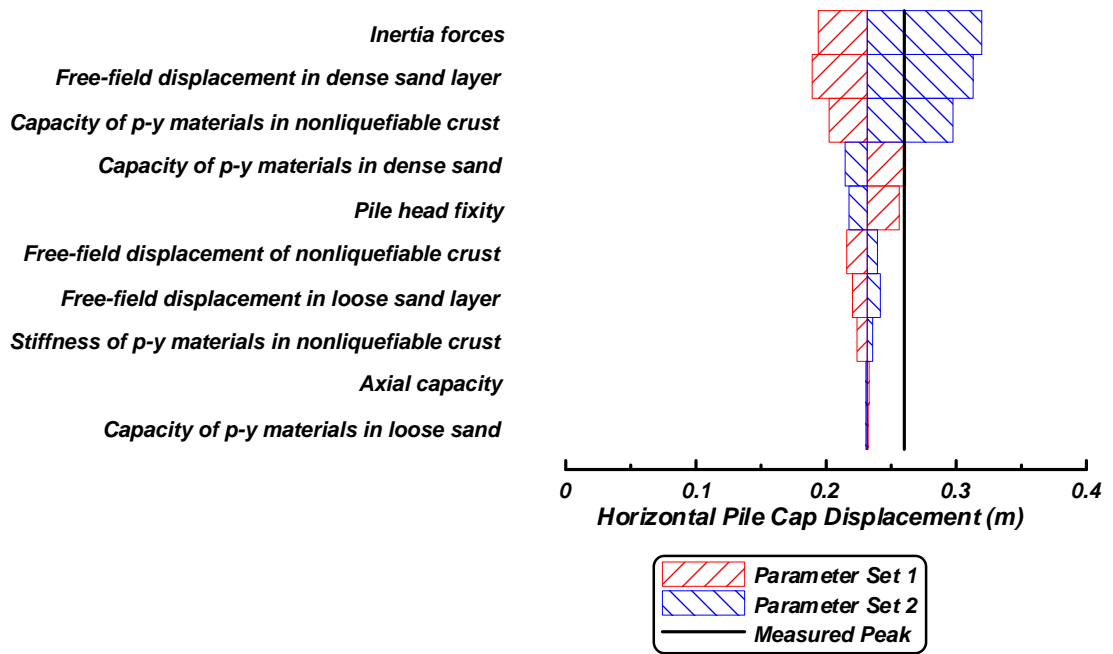 Inertia forces
Free-field displacement in dense sand layer
Capacity of p-y materials in nonliquefiable crust
Capacity of p-y materials in dense sand
Pile head fixity
Free-field displacement of nonliquefiable crust
Free-field displacement in loose sand layer
Stiffness of p-y materials in nonliquefiable crust
Axial capacity
Capacity of p-y materials in loose sand
0 0.1 0.2 0.3 0.4
Horizontal Pile Cap Displacement (m)
Parameter Set 1
Parameter Set 2
Measured Peak